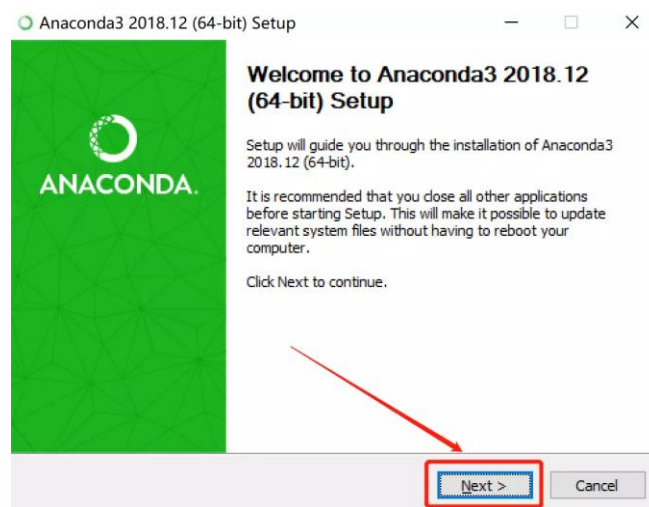 Anaconda3 2018.12 (64-bit) Setup
Welcome to Anaconda3 2018.12
(64-bit) Setup
ANACONDA.
Setup will guide you through the installation of Anaconda3
2018.12 (64-bit).
It is recommended that you close all other applications
before starting Setup. This will make it possible to update
relevant system files without having to reboot your
computer.
Click Next to continue.
Next >
Cancel